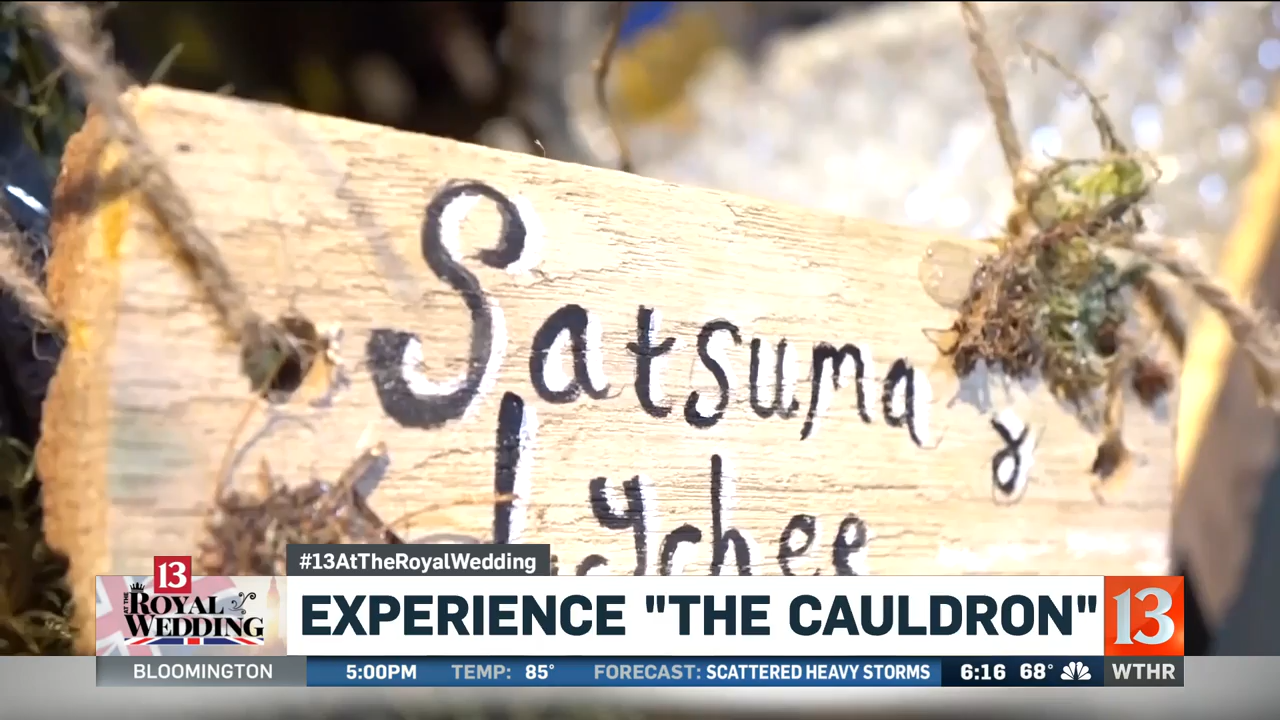 Satsuma
&
Lychee
#13AtTheRoyalWedding
13
AT THE
ROYAL
WEDDING
EXPERIENCE "THE CAULDRON"
13
BLOOMINGTON 5:00PM TEMP: 85° FORECAST: SCATTERED HEAVY STORMS 6:16 68° WTHR